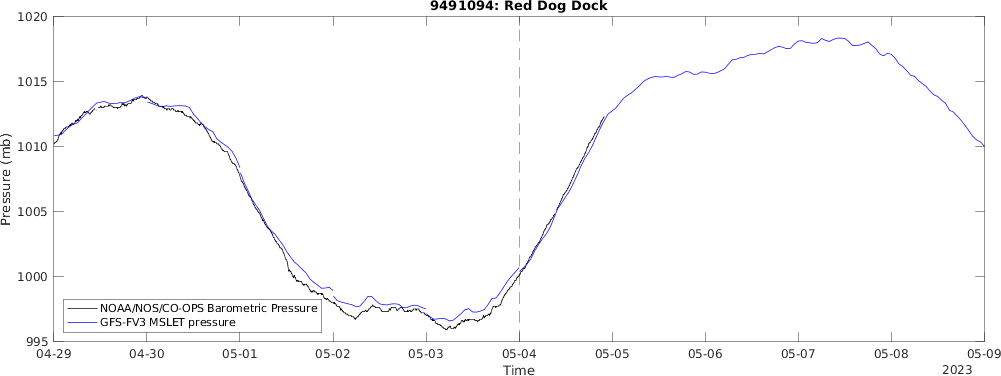 9491094: Red Dog Dock
1020
1015
1010
1005
1000
995
Pressure (mb)
NOAA/NOS/CO-OPS Barometric Pressure
GFS-FV3 MSLET pressure
04-29 04-30 05-01 05-02 05-03 05-04 05-05 05-06 05-07 05-08 05-09
Time
2023